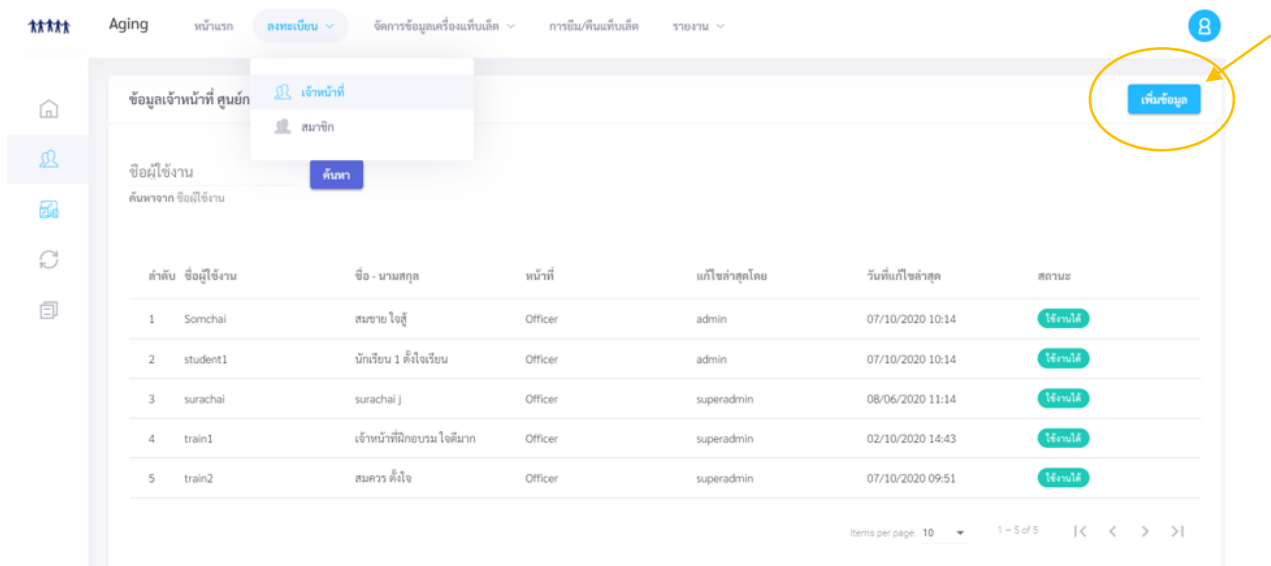 Aging หน้าแรก ลงทะเบียน จัดการข้อมูลเครื่องแท็บเล็ต การยืม/คืนแท็บเล็ต รายงาน
เจ้าหน้าที่
สมาชิก
ข้อมูลเจ้าหน้าที่ ศูนย์ก
เพิ่มข้อมูล
ชื่อผู้ใช้งาน
ค้นหา
ค้นหาจาก ชื่อผู้ใช้งาน
ลำดับ ชื่อผู้ใช้งาน ชื่อ - นามสกุล หน้าที่ แก้ไขล่าสุดโดย วันที่แก้ไขล่าสุด สถานะ
1 Somchai สมชาย ใจสู้ Officer admin 07/10/2020 10:14 ใช้งานได้
2 student1 นักเรียน 1 ตั้งใจเรียน Officer admin 07/10/2020 10:14 ใช้งานได้
3 surachai surachai j Officer superadmin 08/06/2020 11:14 ใช้งานได้
4 train1 เจ้าหน้าที่ฝึกอบรม ใจดีมาก Officer superadmin 02/10/2020 14:43 ใช้งานได้
5 train2 สมควร ตั้งใจ Officer superadmin 07/10/2020 09:51 ใช้งานได้
Items per page: 10 1 – 5 of 5